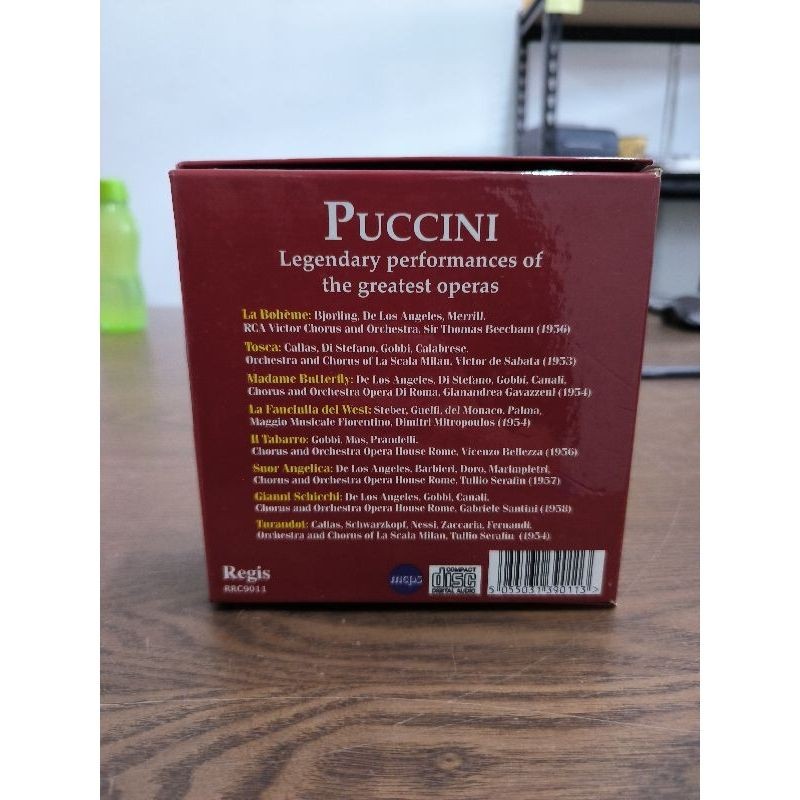 PUCCINI
Legendary performances of
the greatest operas
La Bohème: Bjorling, De Los Angeles, Merrill.
RCA Victor Chorus and Orchestra, Sir Thomas Beecham (1956)
Tosca: Callas, Di Stefano, Gobbi, Calabrese.
Orchestra and Chorus of La Scala Milan, Victor de Sabata (1953)
Madame Butterfly: De Los Angeles, Di Stefano, Gobbi, Canali.
Chorus and Orchestra Opera Di Roma, Gianandrea Gavazzeni (1954)
La Fanciulla del West: Steber, Guelfi, del Monaco, Palma,
Maggio Musicale Fiorentino, Dimitri Mitropoulos (1954)
Il Tabarro: Gobbi, Mas, Prandelli.
Chorus and Orchestra Opera House Rome, Vicenzo Bellezza (1956)
Suor Angelica: De Los Angeles, Barbieri, Doro, Marimpietri,
Chorus and Orchestra Opera House Rome, Tullio Serafin (1957)
Gianni Schicchi: De Los Angeles, Gobbi, Canali.
Chorus and Orchestra Opera House Rome, Gabriele Santini (1958)
Turandot: Callas, Schwarzkopf, Nessi, Zaccaria, Fernandi.
Orchestra and Chorus of La Scala Milan, Tullio Serafin (1954)
Regis
RRC9011
mcps
COMPACT
disc
DIGITAL AUDIO
5 055031 390113 >